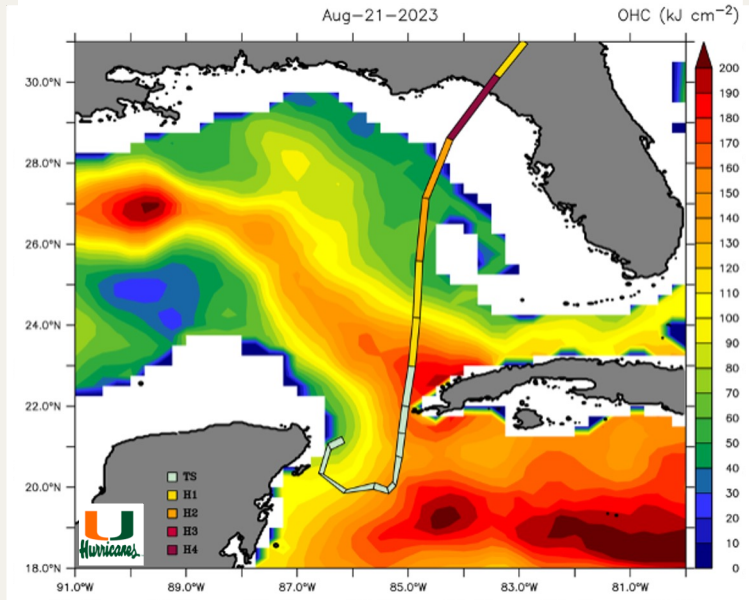 Aug-21-2023
OHC (kJ cm−2)
30.0°N
28.0°N
26.0°N
24.0°N
22.0°N
20.0°N
18.0°N
TS
H1
H2
H3
H4
Hurricanes
91.0°W
89.0°W
87.0°W
85.0°W
83.0°W
81.0°W
200
190
180
170
160
150
140
130
120
110
100
90
80
70
60
50
40
30
20
10
0